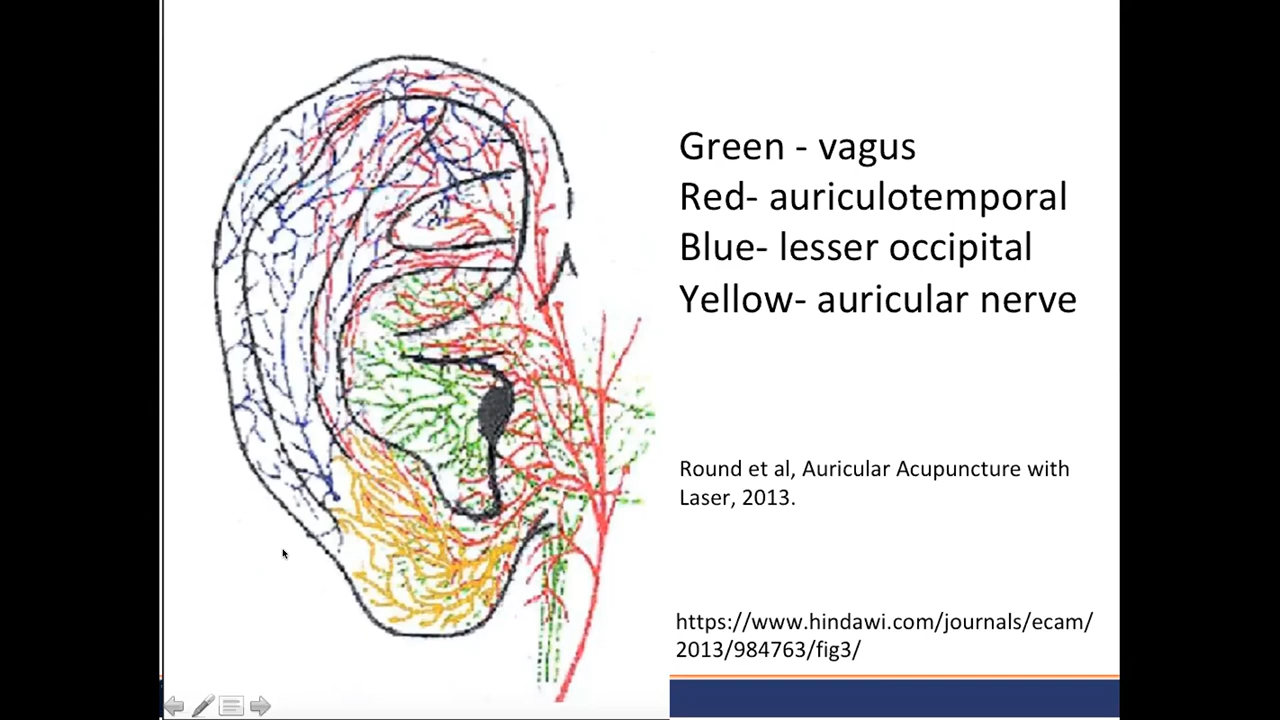 Green - vagus
Red- auriculotemporal
Blue- lesser occipital
Yellow- auricular nerve
Round et al, Auricular Acupuncture with
Laser, 2013.
https://www.hindawi.com/journals/ecam/
2013/984763/fig3/